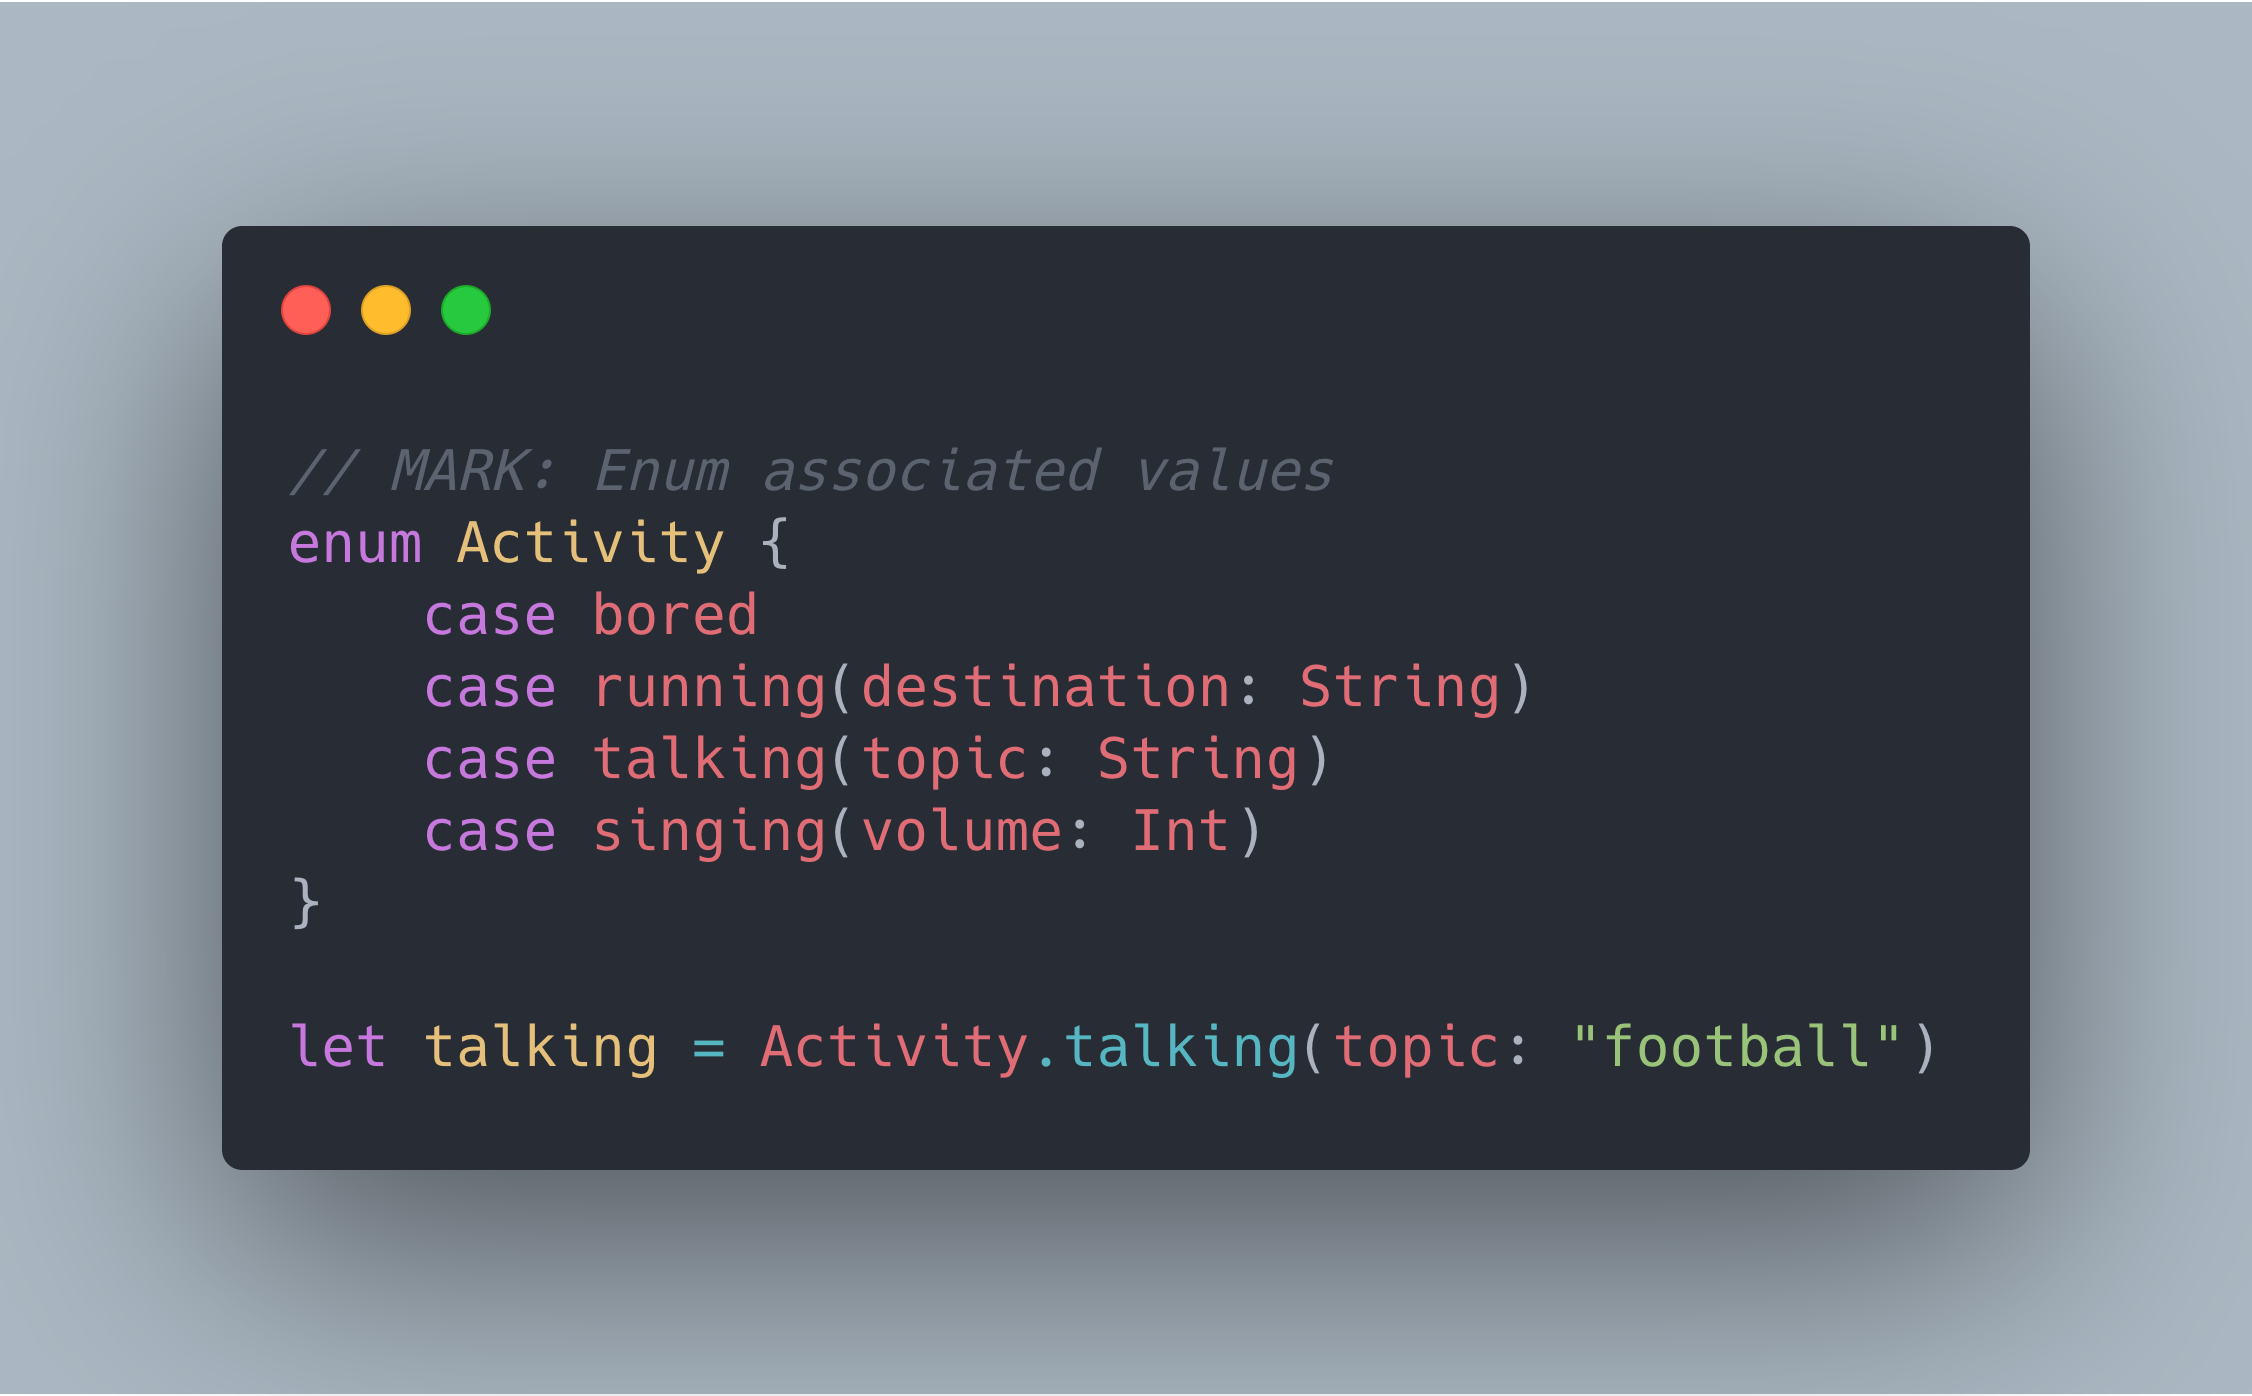 // MARK: Enum associated values
enum Activity {
    case bored
    case running(destination: String)
    case talking(topic: String)
    case singing(volume: Int)
}
let talking = Activity.talking(topic: "football")